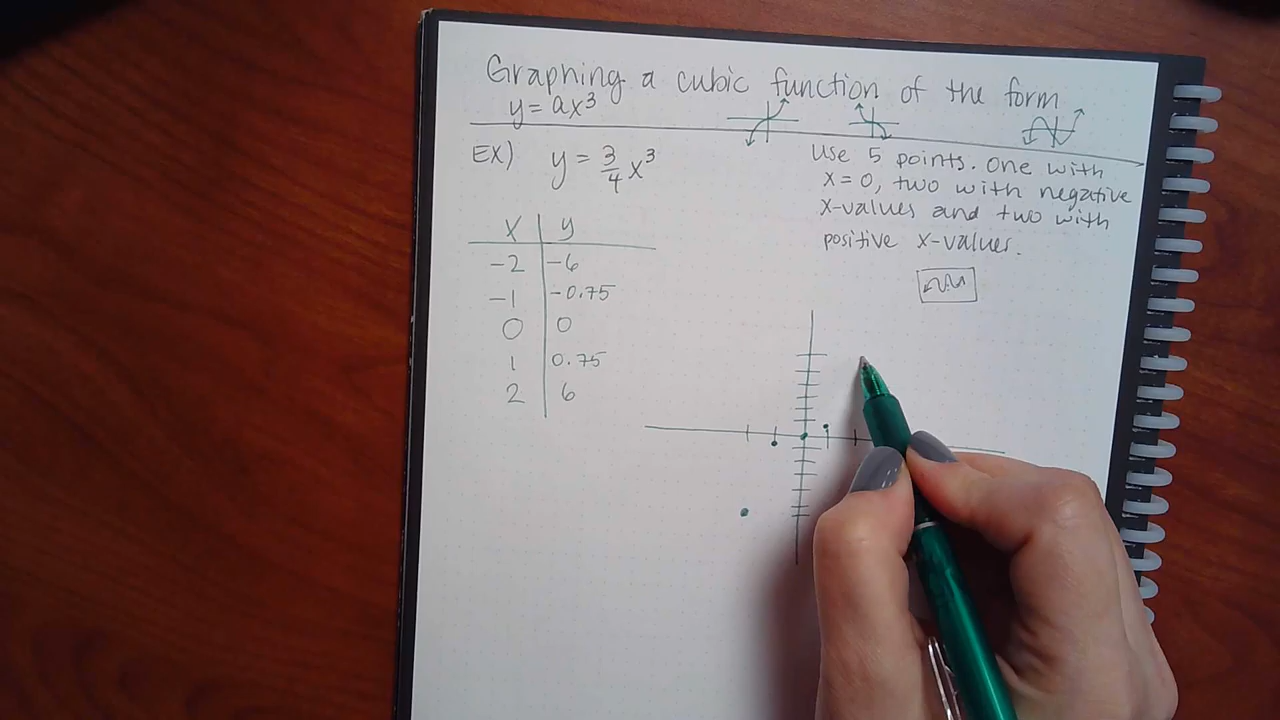 Graphing a cubic function of the form
y = ax³
EX) y = 3/4 x³
Use 5 points. One with
x = 0, two with negative
x-values and two with
positive x-values.
x y
-2 -6
-1 -0.75
0 0
1 0.75
2 6